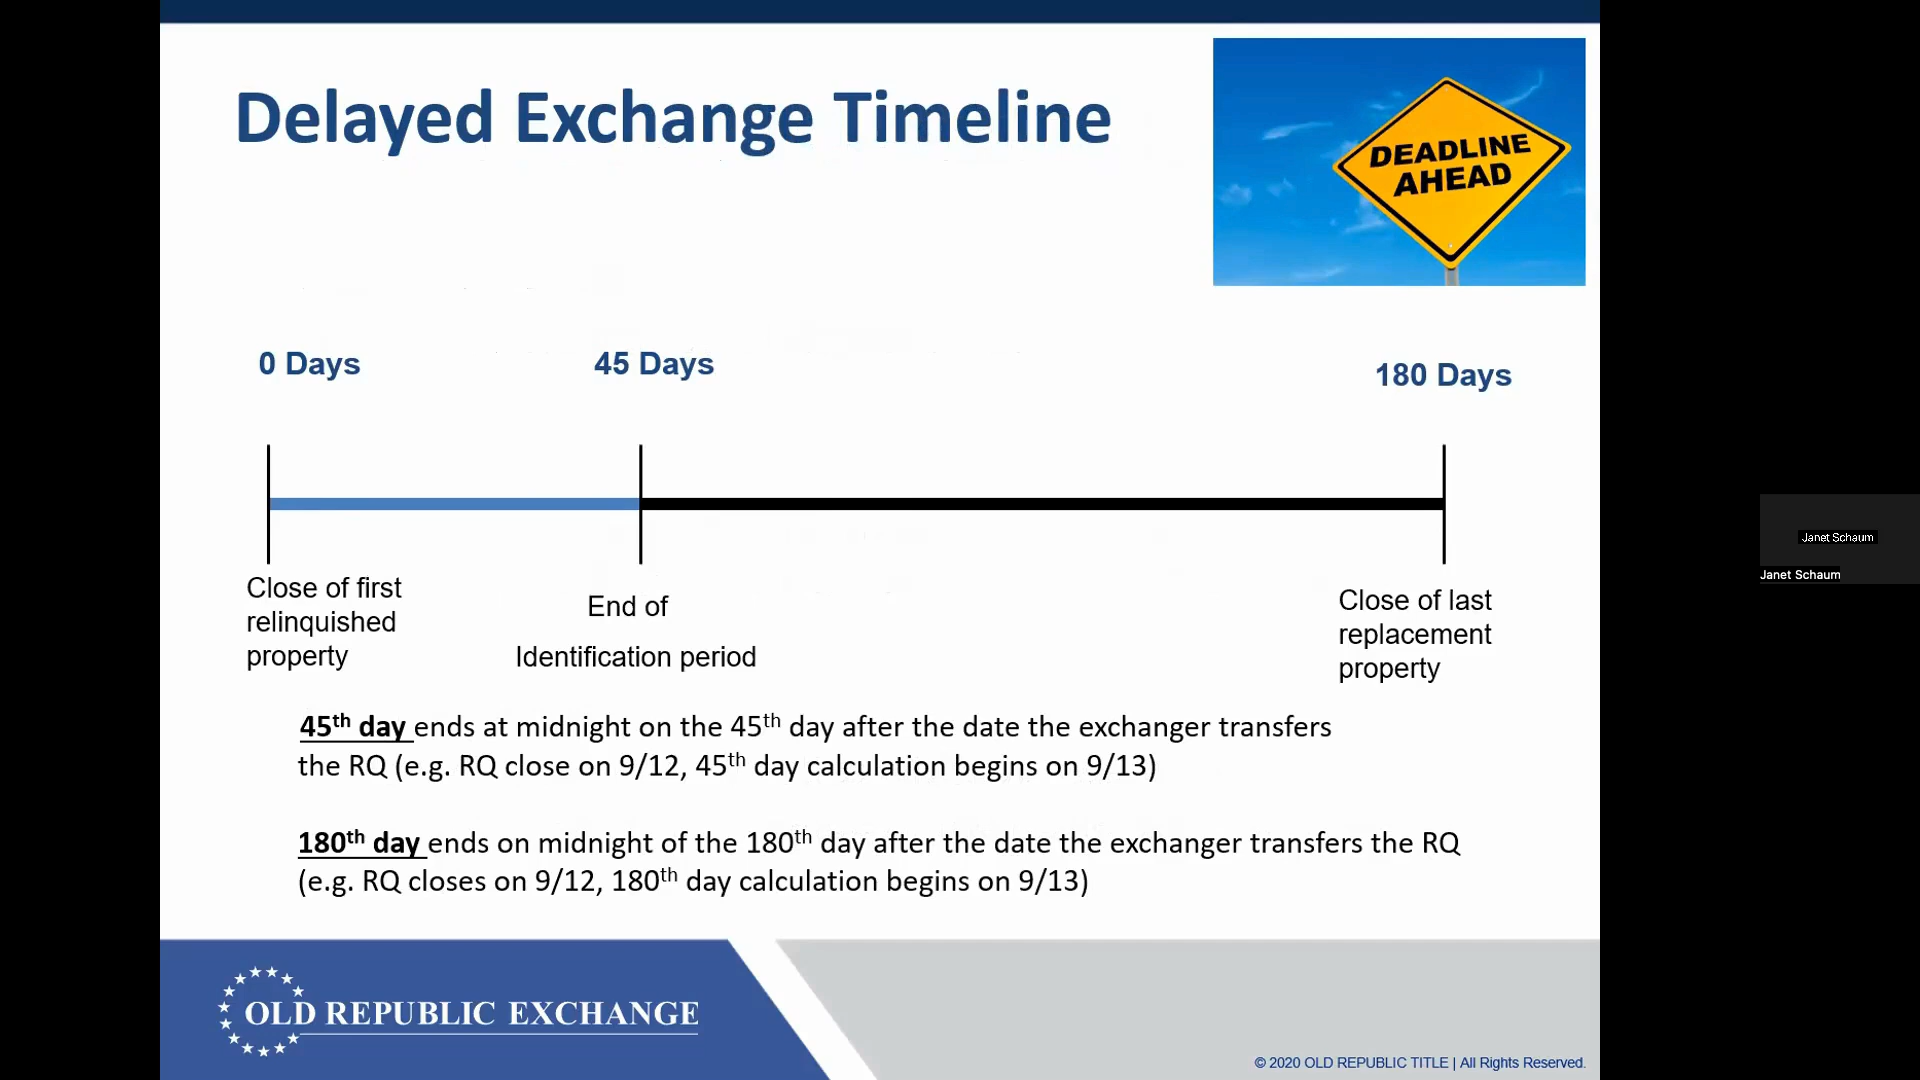 Delayed Exchange Timeline
DEADLINE
AHEAD
0 Days
45 Days
180 Days
Close of first
relinquished
property
End of
Identification period
Close of last
replacement
property
45th day ends at midnight on the 45th day after the date the exchanger transfers
the RQ (e.g. RQ close on 9/12, 45th day calculation begins on 9/13)
180th day ends on midnight of the 180th day after the date the exchanger transfers the RQ
(e.g. RQ closes on 9/12, 180th day calculation begins on 9/13)
OLD REPUBLIC EXCHANGE
© 2020 OLD REPUBLIC TITLE | All Rights Reserved.
Janet Schaum
Janet Schaum